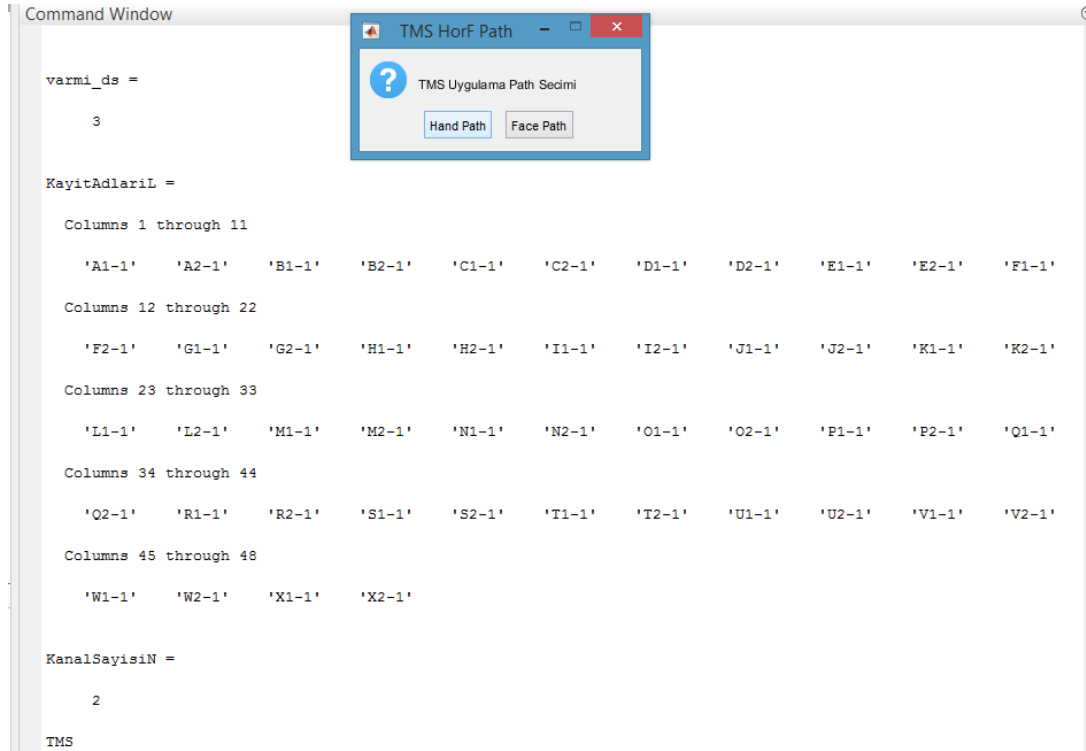 Command Window
TMS HorF Path
TMS Uygulama Path Secimi
Hand Path Face Path
varmi_ds =
3
KayitAdlariL =
Columns 1 through 11
'A1-1' 'A2-1' 'B1-1' 'B2-1' 'C1-1' 'C2-1' 'D1-1' 'D2-1' 'E1-1' 'E2-1' 'F1-1'
Columns 12 through 22
'F2-1' 'G1-1' 'G2-1' 'H1-1' 'H2-1' 'I1-1' 'I2-1' 'J1-1' 'J2-1' 'K1-1' 'K2-1'
Columns 23 through 33
'L1-1' 'L2-1' 'M1-1' 'M2-1' 'N1-1' 'N2-1' 'O1-1' 'O2-1' 'P1-1' 'P2-1' 'Q1-1'
Columns 34 through 44
'Q2-1' 'R1-1' 'R2-1' 'S1-1' 'S2-1' 'T1-1' 'T2-1' 'U1-1' 'U2-1' 'V1-1' 'V2-1'
Columns 45 through 48
'W1-1' 'W2-1' 'X1-1' 'X2-1'
KanalSayisiN =
2
TMS